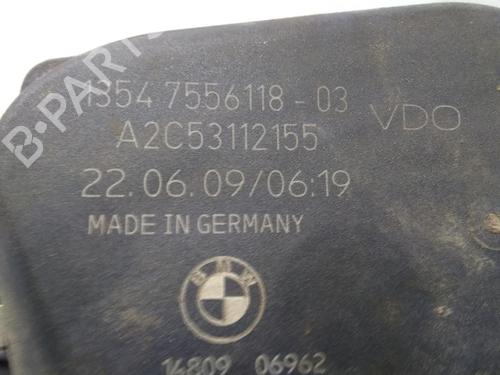 B-PARTS
1354 7556118 - 03
VDO
A2C53112155
22.06.09/06:19
MADE IN GERMANY
BMW
14809 06962